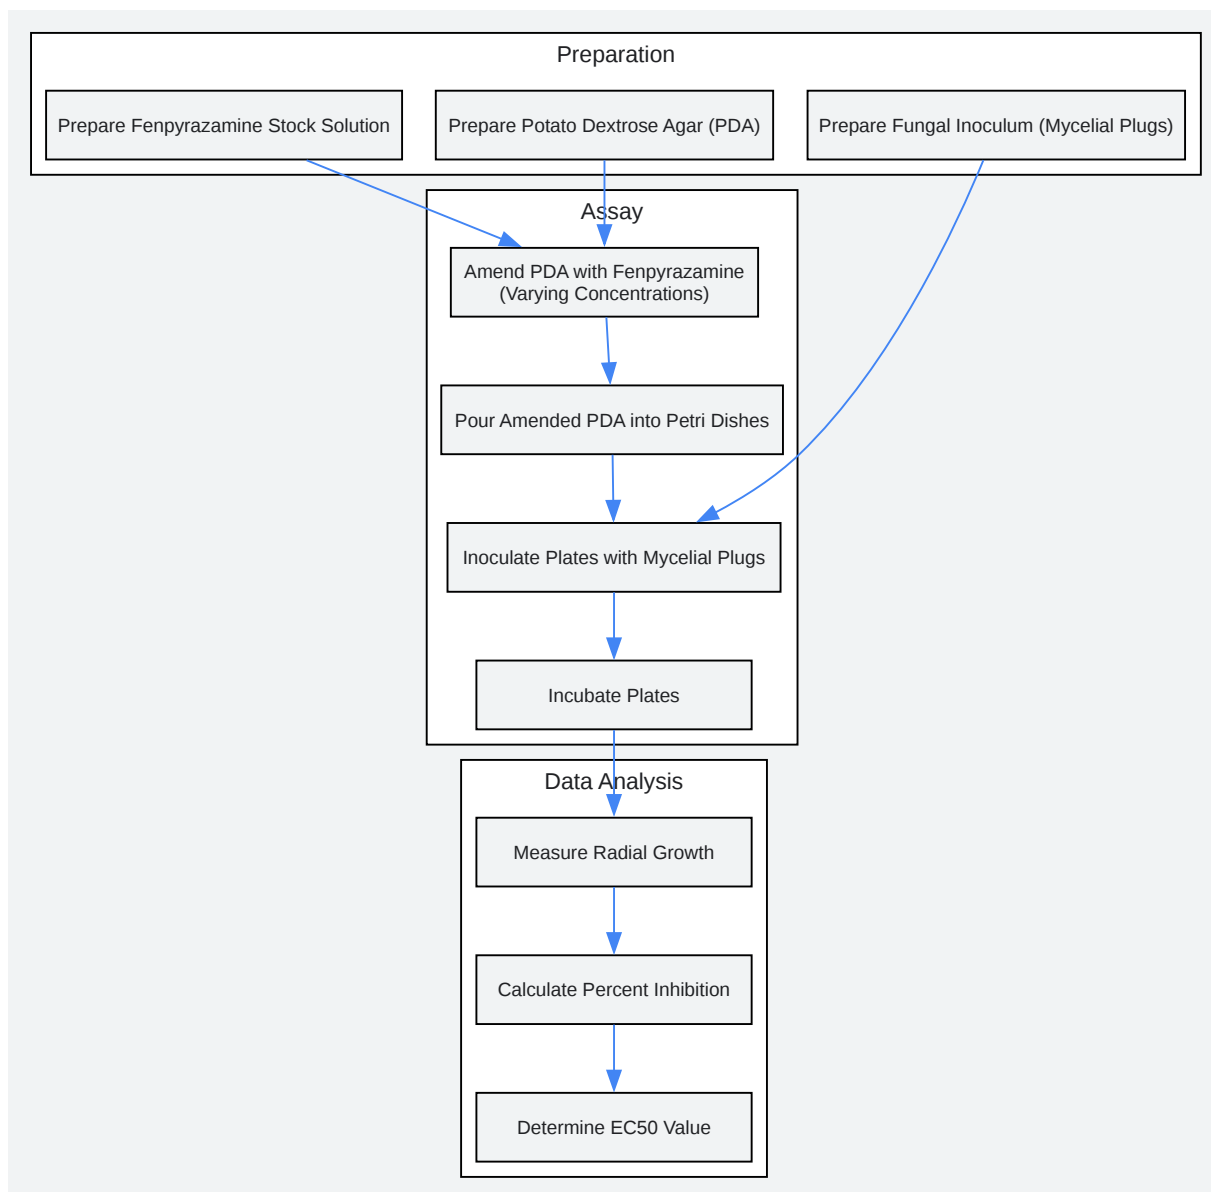 Preparation
Prepare Fenpyrazamine Stock Solution
Prepare Potato Dextrose Agar (PDA)
Prepare Fungal Inoculum (Mycelial Plugs)
Assay
Amend PDA with Fenpyrazamine
(Varying Concentrations)
Pour Amended PDA into Petri Dishes
Inoculate Plates with Mycelial Plugs
Incubate Plates
Data Analysis
Measure Radial Growth
Calculate Percent Inhibition
Determine EC50 Value